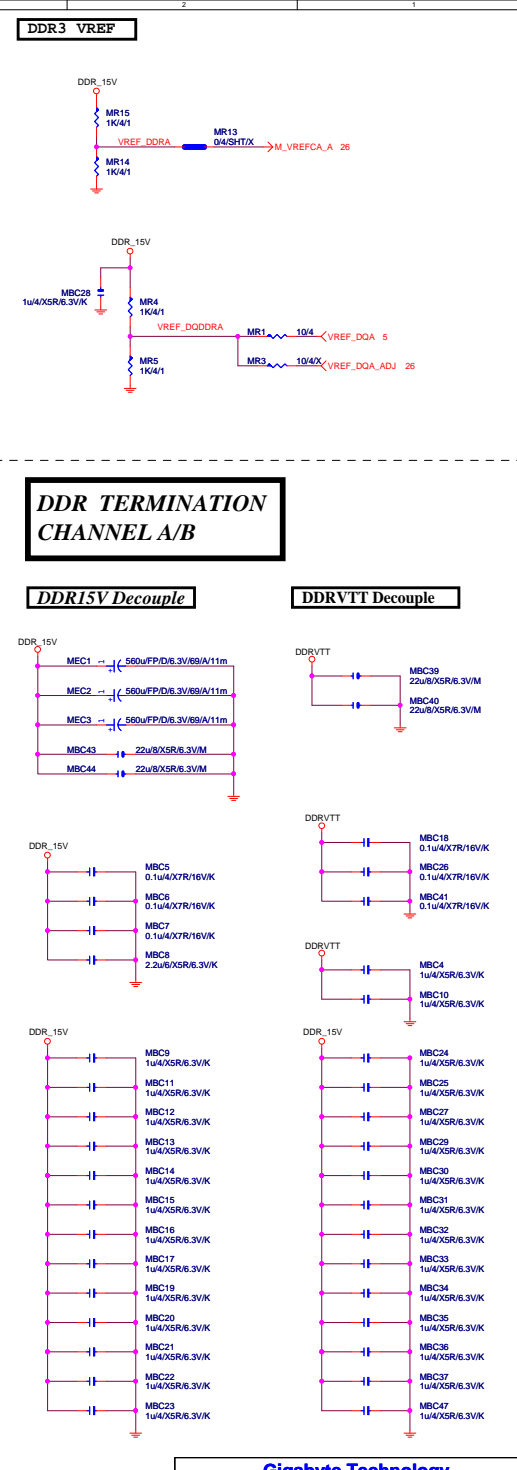 2
1
DDR3 VREF
DDR_15V
MR15
1K/4/1
VREF_DDRA
MR13
0/4/SHT/X
M_VREFCA_A 26
MR14
1K/4/1
DDR_15V
MBC28
1u/4/X5R/6.3V/K
MR4
1K/4/1
VREF_DQDDRA
MR1
10/4
VREF_DQA 5
MR5
1K/4/1
MR3
10/4/X
VREF_DQA_ADJ 26
DDR TERMINATION
CHANNEL A/B
DDR15V Decouple
DDR_15V
MEC1 1 + 560u/FP/D/6.3V/69/A/11m
MEC2 1 + 560u/FP/D/6.3V/69/A/11m
MEC3 1 + 560u/FP/D/6.3V/69/A/11m
MBC43 22u/8/X5R/6.3V/M
MBC44 22u/8/X5R/6.3V/M
DDRVTT Decouple
DDRVTT
MBC39
22u/8/X5R/6.3V/M
MBC40
22u/8/X5R/6.3V/M
DDR_15V
MBC5
0.1u/4/X7R/16V/K
MBC6
0.1u/4/X7R/16V/K
MBC7
0.1u/4/X7R/16V/K
MBC8
2.2u/6/X5R/6.3V/K
DDRVTT
MBC18
0.1u/4/X7R/16V/K
MBC26
0.1u/4/X7R/16V/K
MBC41
0.1u/4/X7R/16V/K
DDRVTT
MBC4
1u/4/X5R/6.3V/K
MBC10
1u/4/X5R/6.3V/K
DDR_15V
MBC9
1u/4/X5R/6.3V/K
MBC11
1u/4/X5R/6.3V/K
MBC12
1u/4/X5R/6.3V/K
MBC13
1u/4/X5R/6.3V/K
MBC14
1u/4/X5R/6.3V/K
MBC15
1u/4/X5R/6.3V/K
MBC16
1u/4/X5R/6.3V/K
MBC17
1u/4/X5R/6.3V/K
MBC19
1u/4/X5R/6.3V/K
MBC20
1u/4/X5R/6.3V/K
MBC21
1u/4/X5R/6.3V/K
MBC22
1u/4/X5R/6.3V/K
MBC23
1u/4/X5R/6.3V/K
DDR_15V
MBC24
1u/4/X5R/6.3V/K
MBC25
1u/4/X5R/6.3V/K
MBC27
1u/4/X5R/6.3V/K
MBC29
1u/4/X5R/6.3V/K
MBC30
1u/4/X5R/6.3V/K
MBC31
1u/4/X5R/6.3V/K
MBC32
1u/4/X5R/6.3V/K
MBC33
1u/4/X5R/6.3V/K
MBC34
1u/4/X5R/6.3V/K
MBC35
1u/4/X5R/6.3V/K
MBC36
1u/4/X5R/6.3V/K
MBC37
1u/4/X5R/6.3V/K
MBC47
1u/4/X5R/6.3V/K
Gigabyte Technology